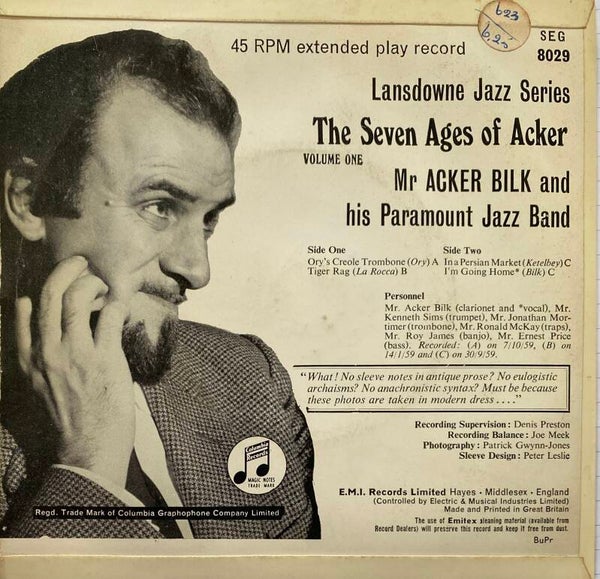 623
45 RPM extended play record
SEG
8029
Lansdowne Jazz Series
The Seven Ages of Acker
VOLUME ONE
Mr ACKER BILK and
his Paramount Jazz Band
Side One
Ory's Creole Trombone (Ory) A
Tiger Rag (La Rocca) B
Side Two
In a Persian Market (Ketelbey) C
I'm Going Home* (Bilk) C
Personnel
Mr. Acker Bilk (clarionet and *vocal), Mr.
Kenneth Sims (trumpet), Mr. Jonathan Mor-
timer (trombone), Mr. Ronald McKay (traps),
Mr. Roy James (banjo), Mr. Ernest Price
(bass). Recorded: (A) on 7/10/59, (B) on
14/1/59 and (C) on 30/9/59.
"What! No sleeve notes in antique prose? No eulogistic
archaisms? No anachronistic syntax? Must be because
these photos are taken in modern dress . . . ."
Recording Supervision: Denis Preston
Recording Balance: Joe Meek
Photography: Patrick Gwynn-Jones
Sleeve Design: Peter Leslie
Columbia
Records
MAGIC NOTES
TRADE MARK
Regd. Trade Mark of Columbia Graphophone Company Limited
E.M.I. Records Limited Hayes · Middlesex · England
(Controlled by Electric & Musical Industries Limited)
Made and Printed in Great Britain
The use of Emitex cleaning material (available from
Record Dealers) will preserve this record and keep it free from dust.
BuPr